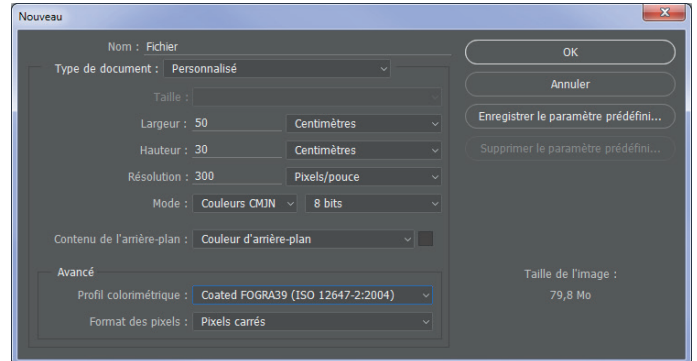 Nouveau
Nom : Fichier
OK
Type de document : Personnalisé
Annuler
Taille :
Largeur : 50 Centimètres
Enregistrer le paramètre prédéfini...
Hauteur : 30 Centimètres
Supprimer le paramètre prédéfini...
Résolution : 300 Pixels/pouce
Mode : Couleurs CMJN 8 bits
Contenu de l'arrière-plan : Couleur d'arrière-plan
Avancé
Taille de l'image :
Profil colorimétrique : Coated FOGRA39 (ISO 12647-2:2004)
79,8 Mo
Format des pixels : Pixels carrés